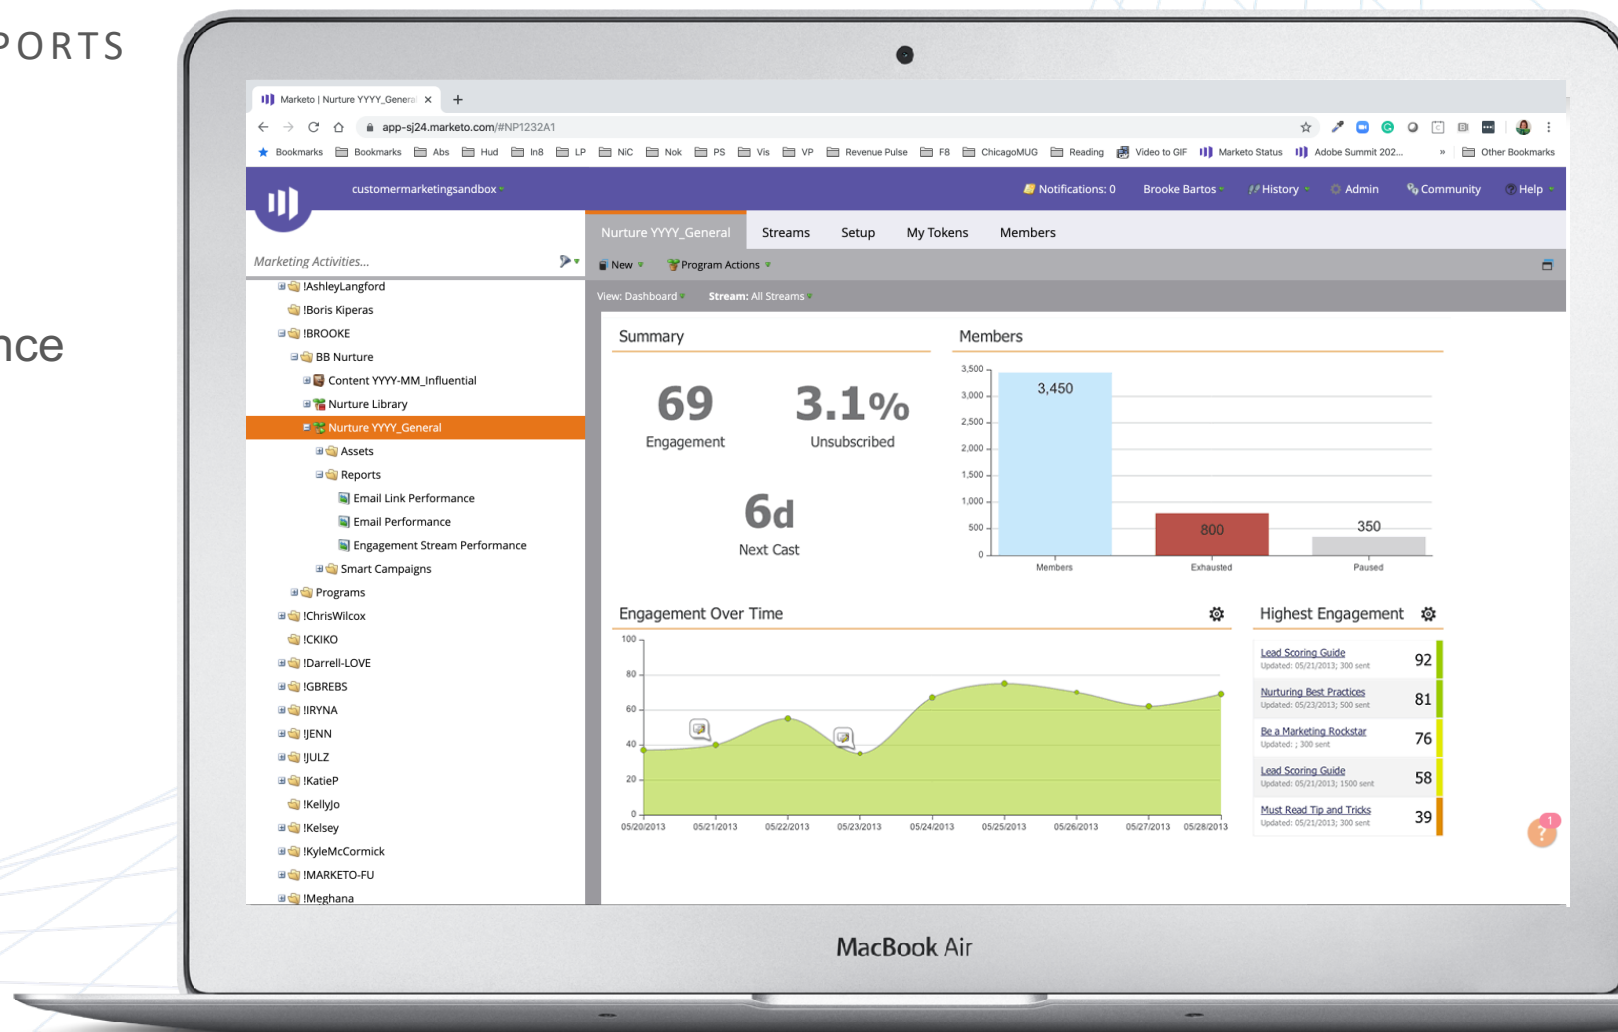 PORTS
nce
Marketo | Nurture YYYY_General
app-sj24.marketo.com/#NP1232A1
Bookmarks Bookmarks Abs Hud In8 LP NiC Nok PS Vis VP Revenue Pulse F8 ChicagoMUG Reading Video to GIF Marketo Status Adobe Summit 202... » Other Bookmarks
customermarketingsandbox Notifications: 0 Brooke Bartos History Admin Community Help
Nurture YYYY_General Streams Setup My Tokens Members
Marketing Activities...
New Program Actions
View: Dashboard Stream: All Streams
!AshleyLangford
!Boris Kiperas
!BROOKE
BB Nurture
Content YYYY-MM_Influential
Nurture Library
Nurture YYYY_General
Assets
Reports
Email Link Performance
Email Performance
Engagement Stream Performance
Smart Campaigns
Programs
!ChrisWilcox
!CKIKO
!Darrell-LOVE
!GBREBS
!IRYNA
!JENN
!JULZ
!KatieP
!KellyJo
!Kelsey
!KyleMcCormick
!MARKETO-FU
!Meghana
Summary
69
Engagement
3.1%
Unsubscribed
6d
Next Cast
Members
3,500
3,000
2,500
2,000
1,500
1,000
500
0
3,450
800
350
Members Exhausted Paused
Engagement Over Time
100
80
60
40
20
0
05/20/2013 05/21/2013 05/22/2013 05/23/2013 05/24/2013 05/25/2013 05/26/2013 05/27/2013 05/28/2013
Highest Engagement
Lead Scoring Guide 92
Updated: 05/21/2013; 300 sent
Nurturing Best Practices 81
Updated: 05/23/2013; 500 sent
Be a Marketing Rockstar 76
Updated: ; 300 sent
Lead Scoring Guide 58
Updated: 05/21/2013; 1500 sent
Must Read Tip and Tricks 39
Updated: 05/21/2013; 300 sent
? 1
MacBook Air